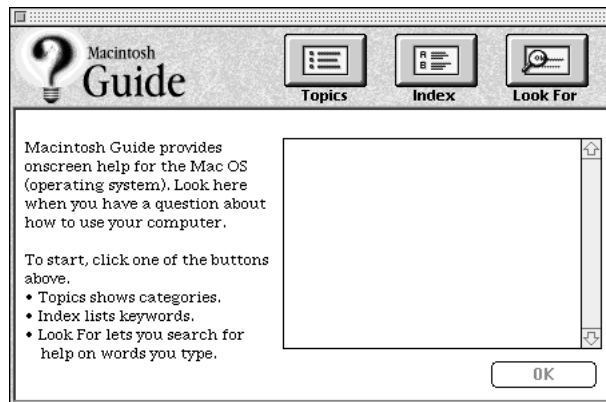 Macintosh
Guide
Topics
Index
Look For
Macintosh Guide provides
onscreen help for the Mac OS
(operating system). Look here
when you have a question about
how to use your computer.
To start, click one of the buttons
above.
• Topics shows categories.
• Index lists keywords.
• Look For lets you search for
help on words you type.
OK